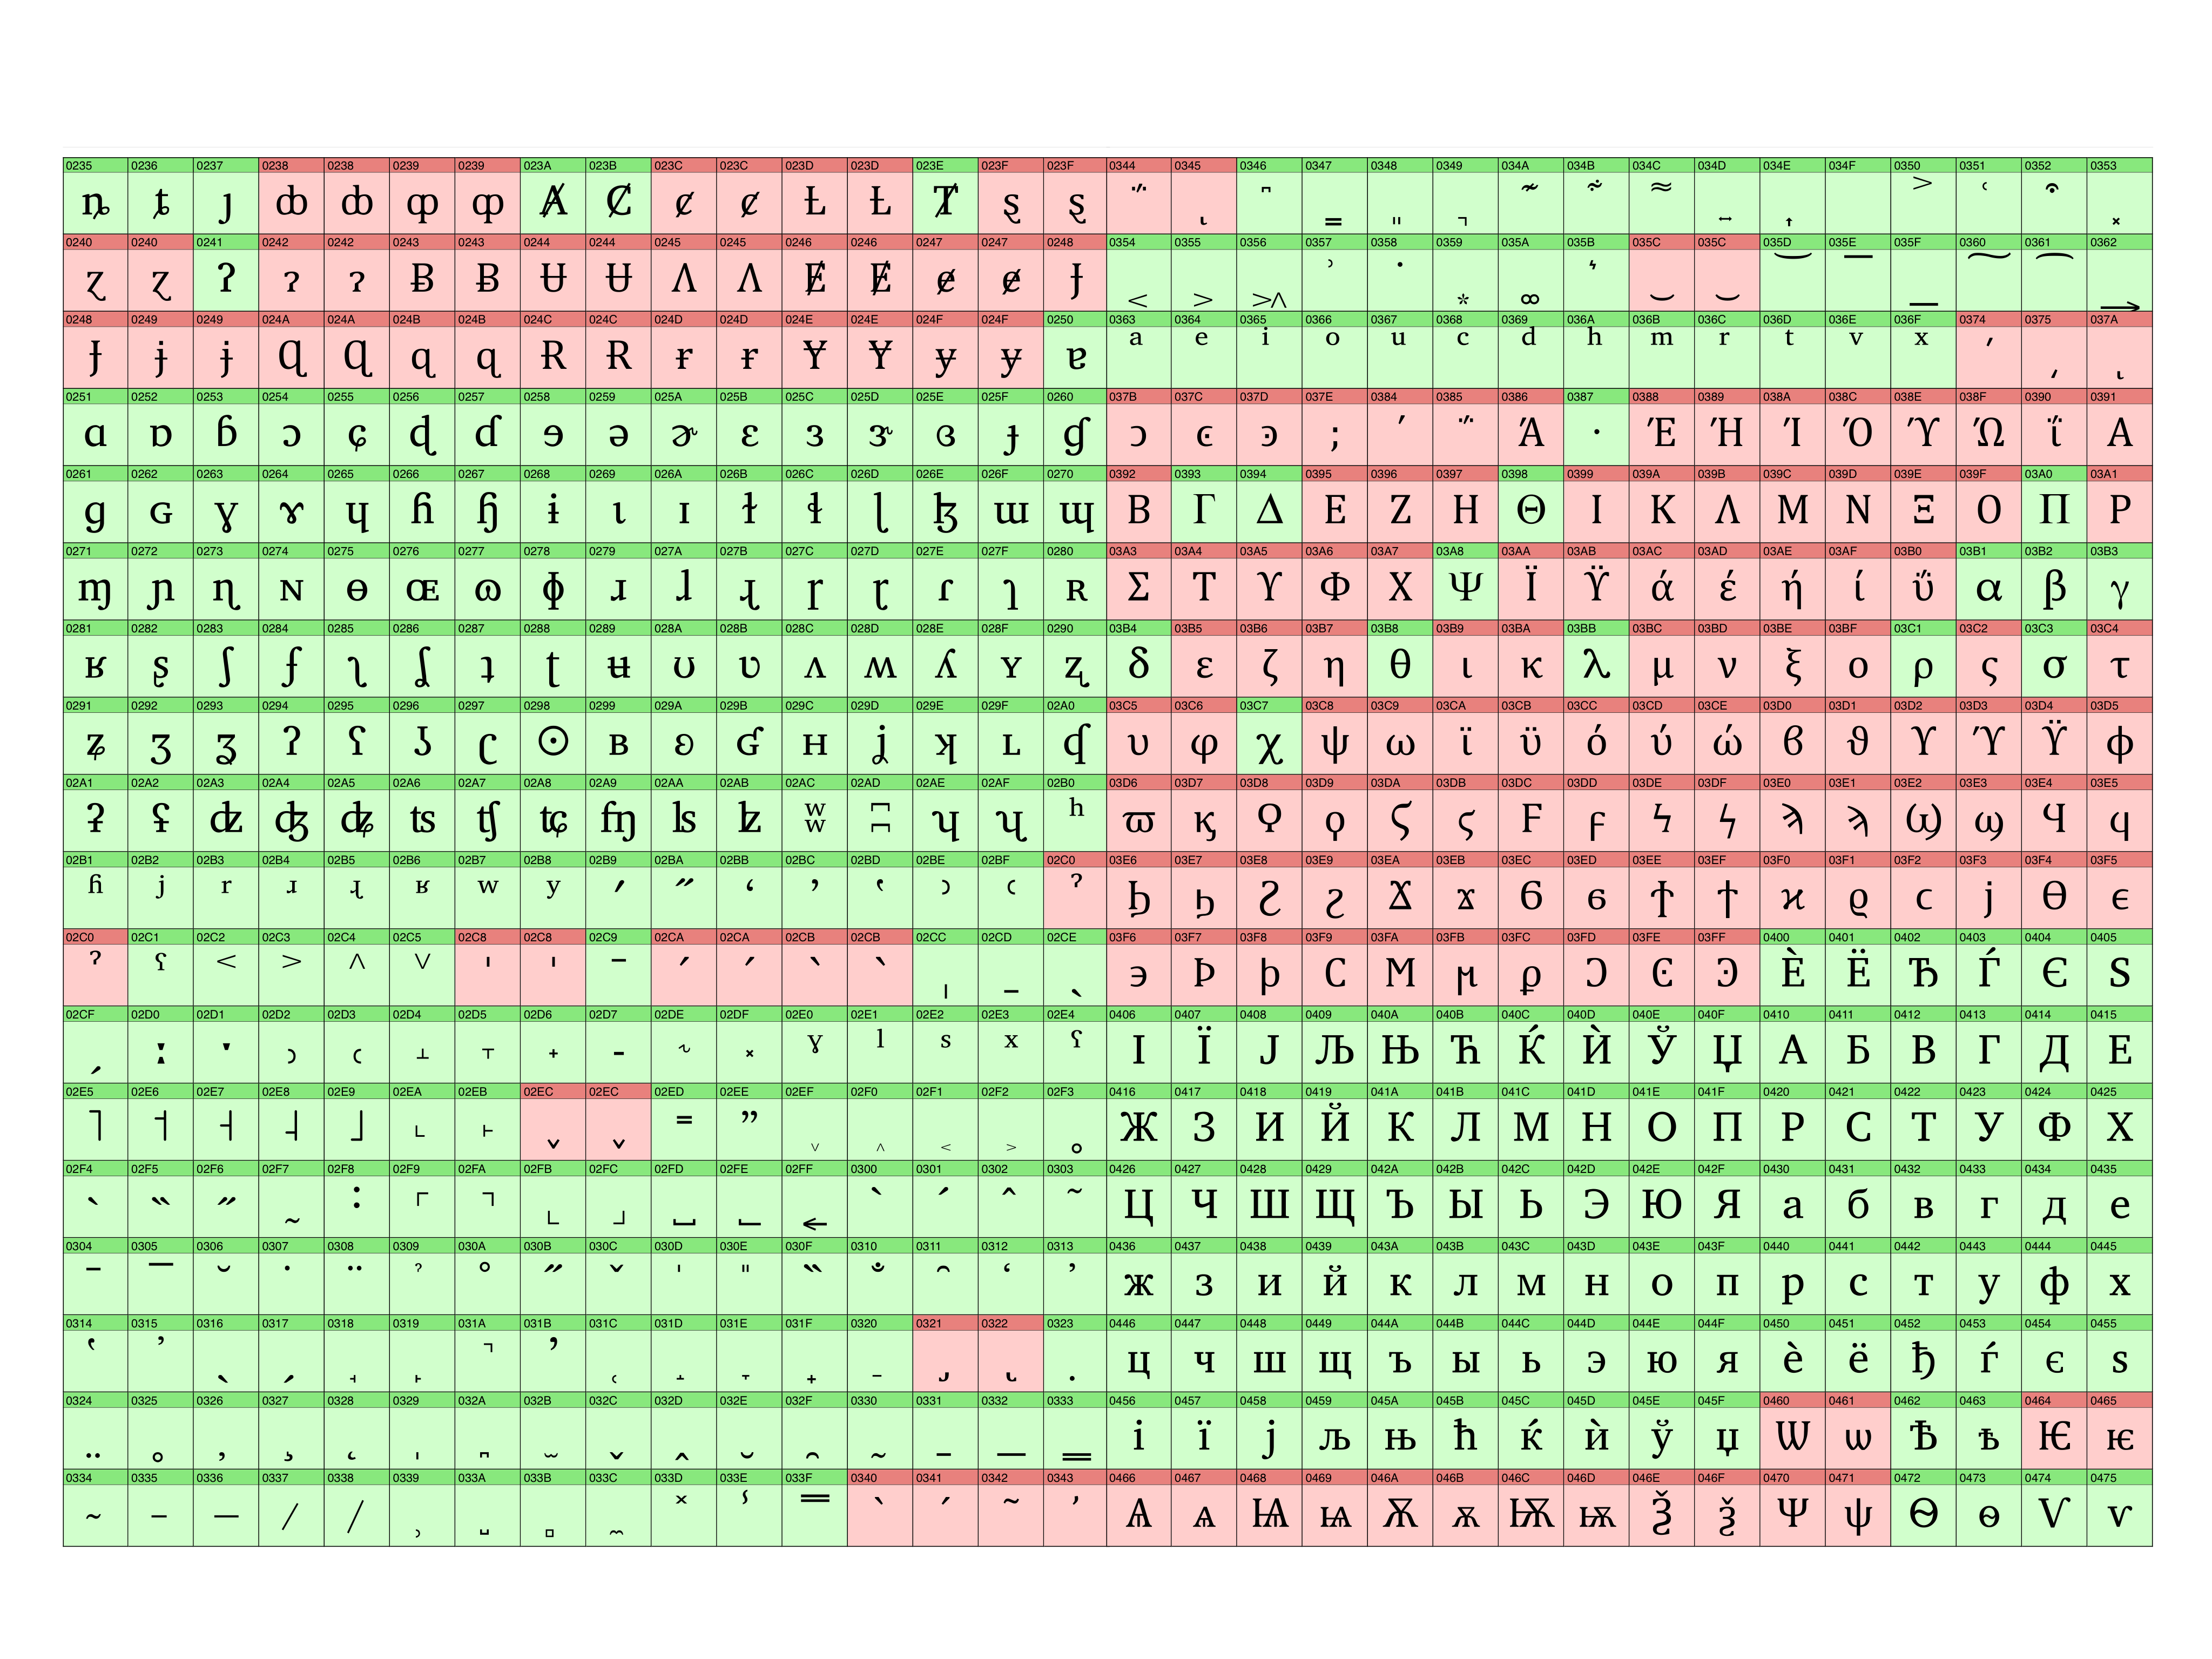 0235 0236 0237 0238 0238 0239 0239 023A 023B 023C 023C 023D 023D 023E 023F 023F 0344 0345 0346 0347 0348 0349 034A 034B 034C 034D 034E 034F 0350 0351 0352 0353
ȵ ȶ ȷ ȸ ȸ ȹ ȹ Ⱥ Ȼ ȼ ȼ Ƚ Ƚ Ⱦ ȿ ȿ ̈́ ͅ ͆ ͇ ͈ ͉ ͊ ͋ ͌ ͍ ͎ ͐ ͑ ͒ ͓
0240 0240 0241 0242 0242 0243 0243 0244 0244 0245 0245 0246 0246 0247 0247 0248 0354 0355 0356 0357 0358 0359 035A 035B 035C 035C 035D 035E 035F 0360 0361 0362
ɀ ɀ Ɂ ɂ ɂ Ƀ Ƀ Ʉ Ʉ Ʌ Ʌ Ɇ Ɇ ɇ ɇ Ɉ ͔ ͕ ͖ ͗ ͘ ͙ ͚ ͛ ͜ ͜ ͝ ͞ ͟ ͠ ͡ ͢
0248 0249 0249 024A 024A 024B 024B 024C 024C 024D 024D 024E 024E 024F 024F 0250 0363 0364 0365 0366 0367 0368 0369 036A 036B 036C 036D 036E 036F 0374 0375 037A
Ɉ ɉ ɉ Ɋ Ɋ ɋ ɋ Ɍ Ɍ ɍ ɍ Ɏ Ɏ ɏ ɏ ɐ ͣ ͤ ͥ ͦ ͧ ͨ ͩ ͪ ͫ ͬ ͭ ͮ ͯ ʹ ͵ ͺ
0251 0252 0253 0254 0255 0256 0257 0258 0259 025A 025B 025C 025D 025E 025F 0260 037B 037C 037D 037E 0384 0385 0386 0387 0388 0389 038A 038C 038E 038F 0390 0391
ɑ ɒ ɓ ɔ ɕ ɖ ɗ ɘ ə ɚ ɛ ɜ ɝ ɞ ɟ ɠ ͻ ͼ ͽ ; ΄ ΅ Ά · Έ Ή Ί Ό Ύ Ώ ΐ Α
0261 0262 0263 0264 0265 0266 0267 0268 0269 026A 026B 026C 026D 026E 026F 0270 0392 0393 0394 0395 0396 0397 0398 0399 039A 039B 039C 039D 039E 039F 03A0 03A1
ɡ ɢ ɣ ɤ ɥ ɦ ɧ ɨ ɩ ɪ ɫ ɬ ɭ ɮ ɯ ɰ Β Γ Δ Ε Ζ Η Θ Ι Κ Λ Μ Ν Ξ Ο Π Ρ
0271 0272 0273 0274 0275 0276 0277 0278 0279 027A 027B 027C 027D 027E 027F 0280 03A3 03A4 03A5 03A6 03A7 03A8 03AA 03AB 03AC 03AD 03AE 03AF 03B0 03B1 03B2 03B3
ɱ ɲ ɳ ɴ ɵ ɶ ɷ ɸ ɹ ɺ ɻ ɼ ɽ ɾ ɿ ʀ Σ Τ Υ Φ Χ Ψ Ϊ Ϋ ά έ ή ί ΰ α β γ
0281 0282 0283 0284 0285 0286 0287 0288 0289 028A 028B 028C 028D 028E 028F 0290 03B4 03B5 03B6 03B7 03B8 03B9 03BA 03BB 03BC 03BD 03BE 03BF 03C1 03C2 03C3 03C4
ʁ ʂ ʃ ʄ ʅ ʆ ʇ ʈ ʉ ʊ ʋ ʌ ʍ ʎ ʏ ʐ δ ε ζ η θ ι κ λ μ ν ξ ο ρ ς σ τ
0291 0292 0293 0294 0295 0296 0297 0298 0299 029A 029B 029C 029D 029E 029F 02A0 03C5 03C6 03C7 03C8 03C9 03CA 03CB 03CC 03CD 03CE 03D0 03D1 03D2 03D3 03D4 03D5
ʑ ʒ ʓ ʔ ʕ ʖ ʗ ʘ ʙ ʚ ʛ ʜ ʝ ʞ ʟ ʠ υ φ χ ψ ω ϊ ϋ ό ύ ώ ϐ ϑ ϒ ϓ ϔ ϕ
02A1 02A2 02A3 02A4 02A5 02A6 02A7 02A8 02A9 02AA 02AB 02AC 02AD 02AE 02AF 02B0 03D6 03D7 03D8 03D9 03DA 03DB 03DC 03DD 03DE 03DF 03E0 03E1 03E2 03E3 03E4 03E5
ʡ ʢ ʣ ʤ ʥ ʦ ʧ ʨ ʩ ʪ ʫ ʬ ʭ ʮ ʯ ʰ ϖ ϗ Ϙ ϙ Ϛ ϛ Ϝ ϝ Ϟ ϟ Ϡ ϡ Ϣ ϣ Ϥ ϥ
02B1 02B2 02B3 02B4 02B5 02B6 02B7 02B8 02B9 02BA 02BB 02BC 02BD 02BE 02BF 02C0 03E6 03E7 03E8 03E9 03EA 03EB 03EC 03ED 03EE 03EF 03F0 03F1 03F2 03F3 03F4 03F5
ʱ ʲ ʳ ʴ ʵ ʶ ʷ ʸ ʹ ʺ ʻ ʼ ʽ ʾ ʿ ˀ Ϧ ϧ Ϩ ϩ Ϫ ϫ Ϭ ϭ Ϯ ϯ ϰ ϱ ϲ ϳ ϴ ϵ
02C0 02C1 02C2 02C3 02C4 02C5 02C8 02C8 02C9 02CA 02CA 02CB 02CB 02CC 02CD 02CE 03F6 03F7 03F8 03F9 03FA 03FB 03FC 03FD 03FE 03FF 0400 0401 0402 0403 0404 0405
ˀ ˁ ˂ ˃ ˄ ˅ ˈ ˈ ˉ ˊ ˊ ˋ ˋ ˌ ˍ ˎ ϶ Ϸ ϸ Ϲ Ϻ ϻ ϼ Ͻ Ͼ Ͽ Ѐ Ё Ђ Ѓ Є Ѕ
02CF 02D0 02D1 02D2 02D3 02D4 02D5 02D6 02D7 02DE 02DF 02E0 02E1 02E2 02E3 02E4 0406 0407 0408 0409 040A 040B 040C 040D 040E 040F 0410 0411 0412 0413 0414 0415
ˏ ː ˑ ˒ ˓ ˔ ˕ ˖ ˗ ˞ ˟ ˠ ˡ ˢ ˣ ˤ І Ї Ј Љ Њ Ћ Ќ Ѝ Ў Џ А Б В Г Д Е
02E5 02E6 02E7 02E8 02E9 02EA 02EB 02EC 02EC 02ED 02EE 02EF 02F0 02F1 02F2 02F3 0416 0417 0418 0419 041A 041B 041C 041D 041E 041F 0420 0421 0422 0423 0424 0425
˥ ˦ ˧ ˨ ˩ ˪ ˫ ˬ ˬ ˭ ˮ ˯ ˰ ˱ ˲ ˳ Ж З И Й К Л М Н О П Р С Т У Ф Х
02F4 02F5 02F6 02F7 02F8 02F9 02FA 02FB 02FC 02FD 02FE 02FF 0300 0301 0302 0303 0426 0427 0428 0429 042A 042B 042C 042D 042E 042F 0430 0431 0432 0433 0434 0435
˴ ˵ ˶ ˷ ˸ ˹ ˺ ˻ ˼ ˽ ˾ ˿ ̀ ́ ̂ ̃ Ц Ч Ш Щ Ъ Ы Ь Э Ю Я а б в г д е
0304 0305 0306 0307 0308 0309 030A 030B 030C 030D 030E 030F 0310 0311 0312 0313 0436 0437 0438 0439 043A 043B 043C 043D 043E 043F 0440 0441 0442 0443 0444 0445
̄ ̅ ̆ ̇ ̈ ̉ ̊ ̋ ̌ ̍ ̎ ̏ ̐ ̑ ̒ ̓ ж з и й к л м н о п р с т у ф х
0314 0315 0316 0317 0318 0319 031A 031B 031C 031D 031E 031F 0320 0321 0322 0323 0446 0447 0448 0449 044A 044B 044C 044D 044E 044F 0450 0451 0452 0453 0454 0455
̔ ̕ ̖ ̗ ̘ ̙ ̚ ̛ ̜ ̝ ̞ ̟ ̠ ̡ ̢ ̣ ц ч ш щ ъ ы ь э ю я ѐ ё ђ ѓ є ѕ
0324 0325 0326 0327 0328 0329 032A 032B 032C 032D 032E 032F 0330 0331 0332 0333 0456 0457 0458 0459 045A 045B 045C 045D 045E 045F 0460 0461 0462 0463 0464 0465
̤ ̥ ̦ ̧ ̨ ̩ ̪ ̫ ̬ ̭ ̮ ̯ ̰ ̱ ̲ ̳ і ї ј љ њ ћ ќ ѝ ў џ Ѡ ѡ Ѣ ѣ Ѥ ѥ
0334 0335 0336 0337 0338 0339 033A 033B 033C 033D 033E 033F 0340 0341 0342 0343 0466 0467 0468 0469 046A 046B 046C 046D 046E 046F 0470 0471 0472 0473 0474 0475
̴ ̵ ̶ ̷ ̸ ̹ ̺ ̻ ̼ ̽ ̾ ̿ ̀ ́ ͂ ̓ Ѧ ѧ Ѩ ѩ Ѫ ѫ Ѭ ѭ Ѯ ѯ Ѱ ѱ Ѳ ѳ Ѵ ѵ